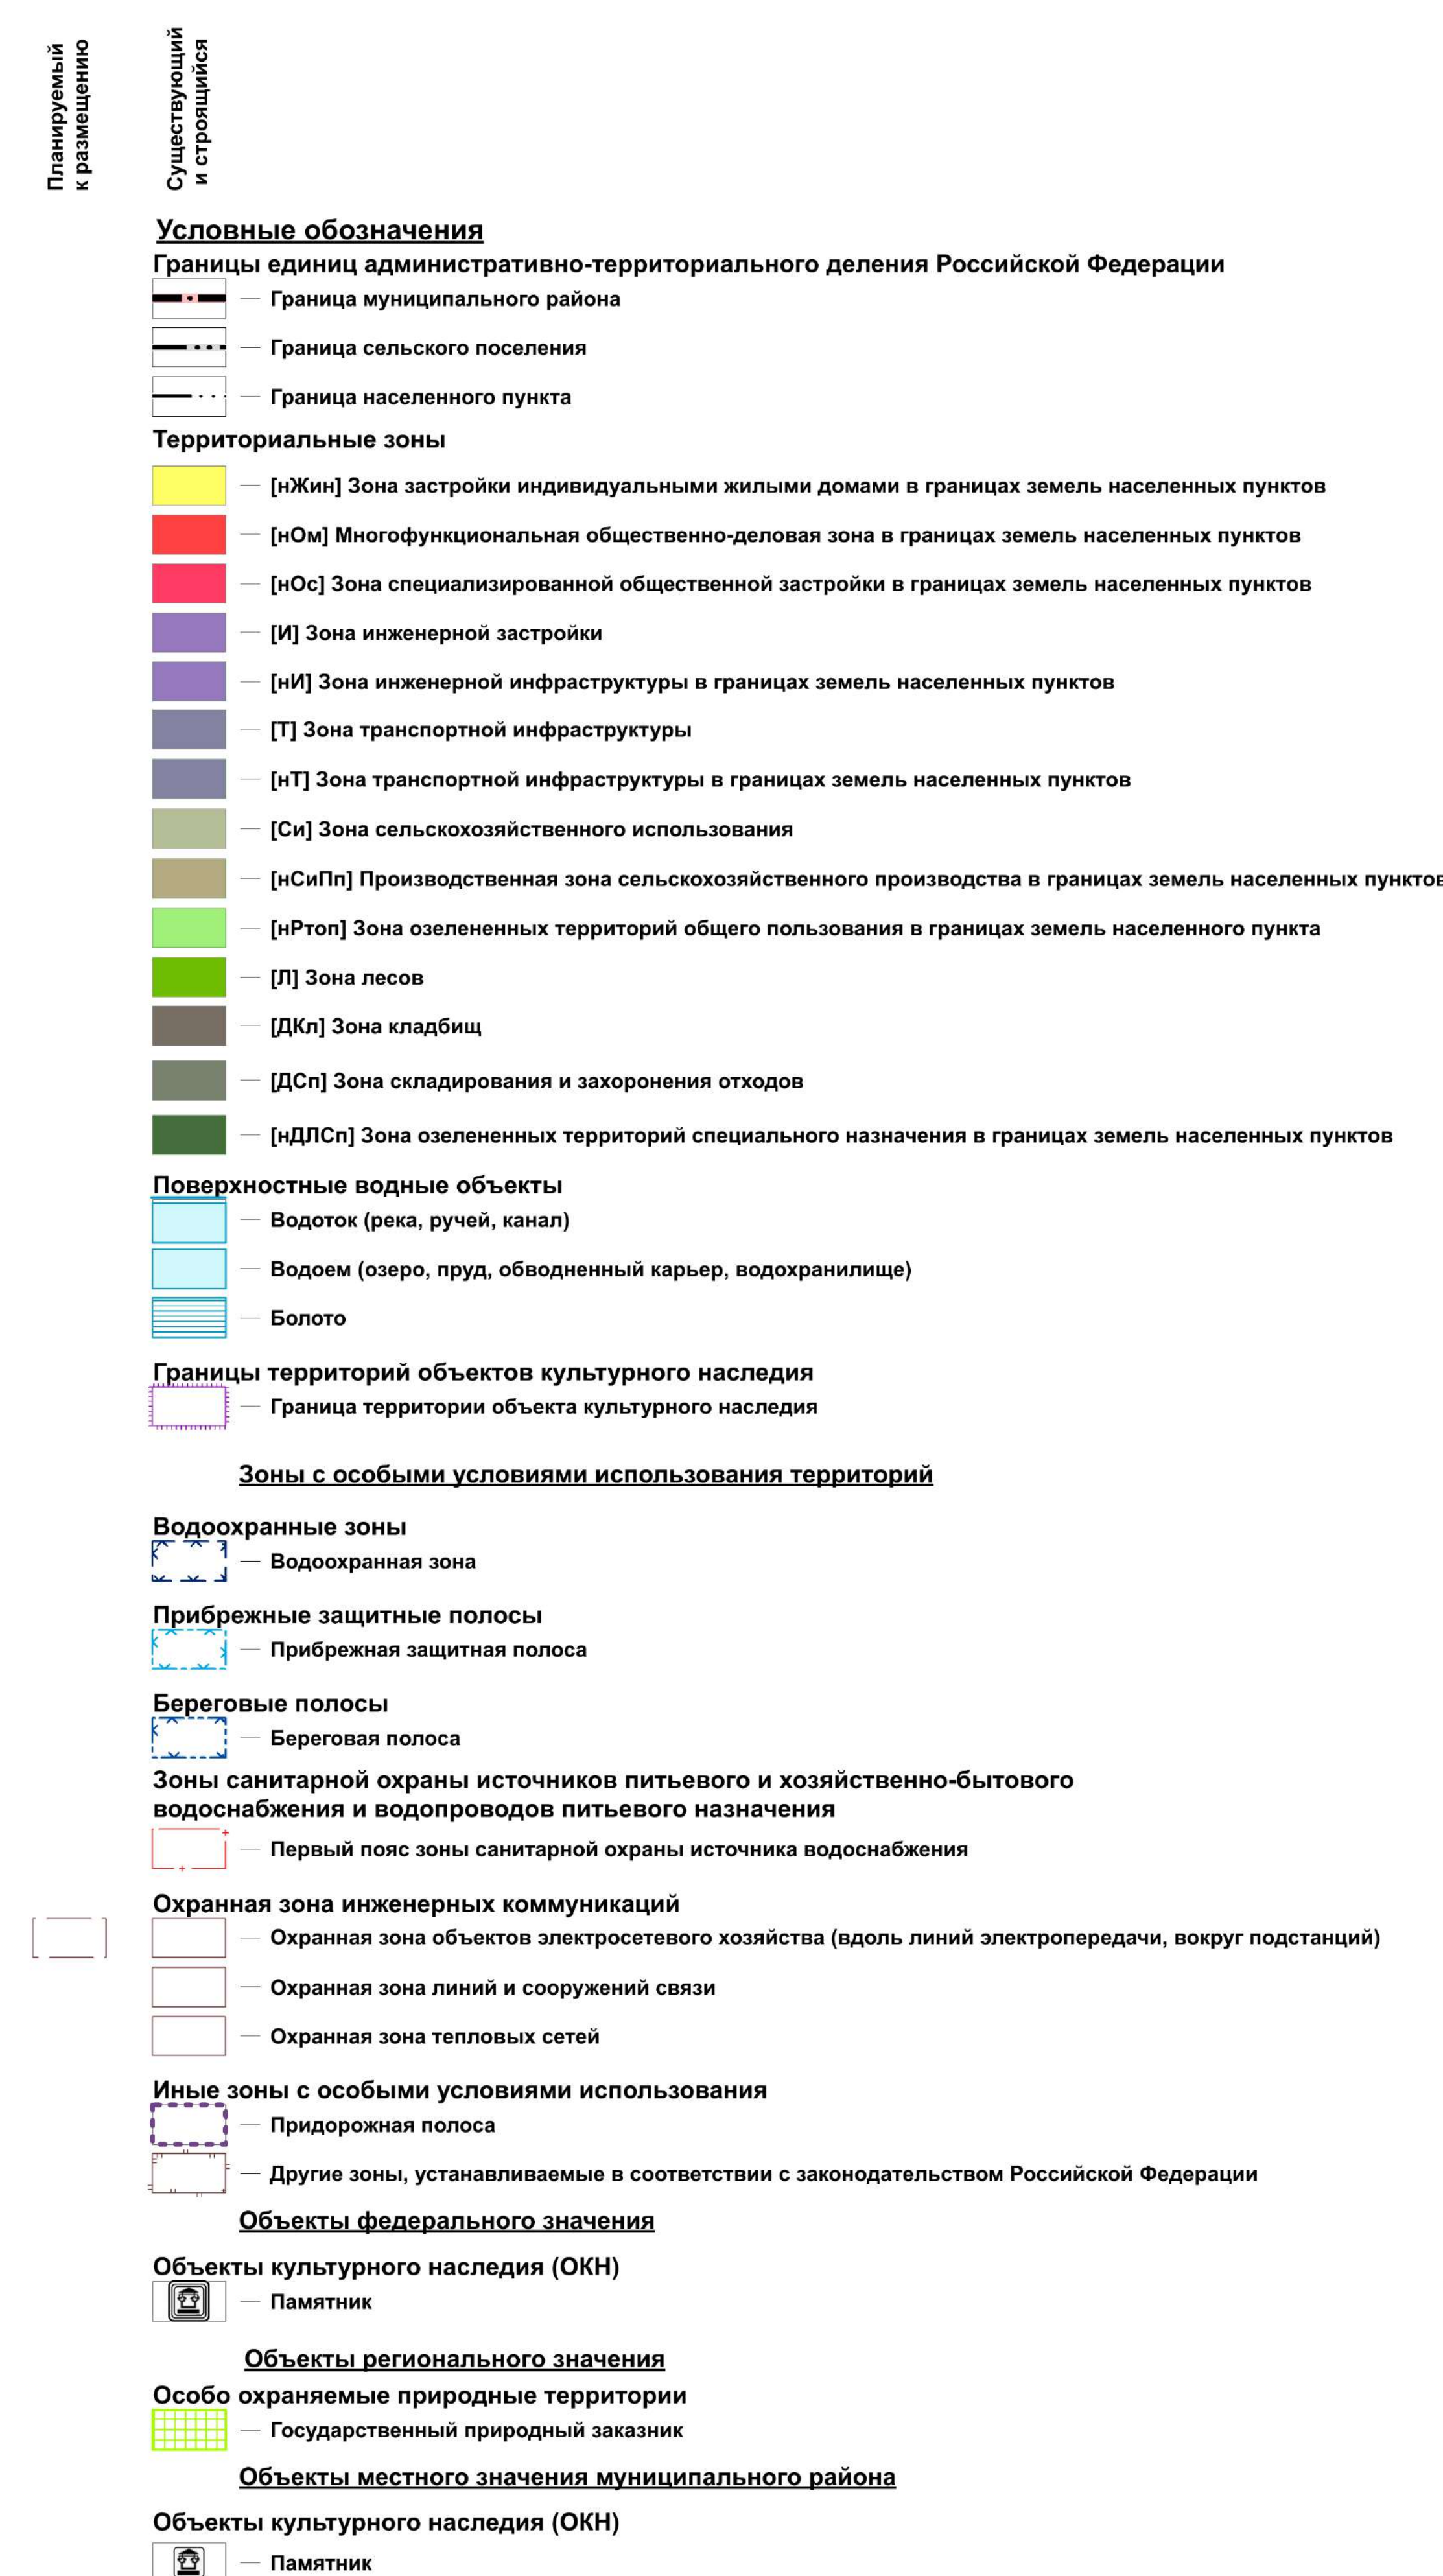 Планируемый
к размещению
Существующий
и строящийся
Условные обозначения
Границы единиц административно-территориального деления Российской Федерации
Граница муниципального района
Граница сельского поселения
Граница населенного пункта
Территориальные зоны
[нЖин] Зона застройки индивидуальными жилыми домами в границах земель населенных пунктов
[нОм] Многофункциональная общественно-деловая зона в границах земель населенных пунктов
[нОс] Зона специализированной общественной застройки в границах земель населенных пунктов
[И] Зона инженерной застройки
[нИ] Зона инженерной инфраструктуры в границах земель населенных пунктов
[Т] Зона транспортной инфраструктуры
[нТ] Зона транспортной инфраструктуры в границах земель населенных пунктов
[Си] Зона сельскохозяйственного использования
[нСиПп] Производственная зона сельскохозяйственного производства в границах земель населенных пунктов
[нРтоп] Зона озелененных территорий общего пользования в границах земель населенного пункта
[Л] Зона лесов
[ДКл] Зона кладбищ
[ДСп] Зона складирования и захоронения отходов
[нДЛСп] Зона озелененных территорий специального назначения в границах земель населенных пунктов
Поверхностные водные объекты
Водоток (река, ручей, канал)
Водоем (озеро, пруд, обводненный карьер, водохранилище)
Болото
Границы территорий объектов культурного наследия
Граница территории объекта культурного наследия
Зоны с особыми условиями использования территорий
Водоохранные зоны
Водоохранная зона
Прибрежные защитные полосы
Прибрежная защитная полоса
Береговые полосы
Береговая полоса
Зоны санитарной охраны источников питьевого и хозяйственно-бытового
водоснабжения и водопроводов питьевого назначения
Первый пояс зоны санитарной охраны источника водоснабжения
Охранная зона инженерных коммуникаций
Охранная зона объектов электросетевого хозяйства (вдоль линий электропередачи, вокруг подстанций)
Охранная зона линий и сооружений связи
Охранная зона тепловых сетей
Иные зоны с особыми условиями использования
Придорожная полоса
Другие зоны, устанавливаемые в соответствии с законодательством Российской Федерации
Объекты федерального значения
Объекты культурного наследия (ОКН)
Памятник
Объекты регионального значения
Особо охраняемые природные территории
Государственный природный заказник
Объекты местного значения муниципального района
Объекты культурного наследия (ОКН)
Памятник